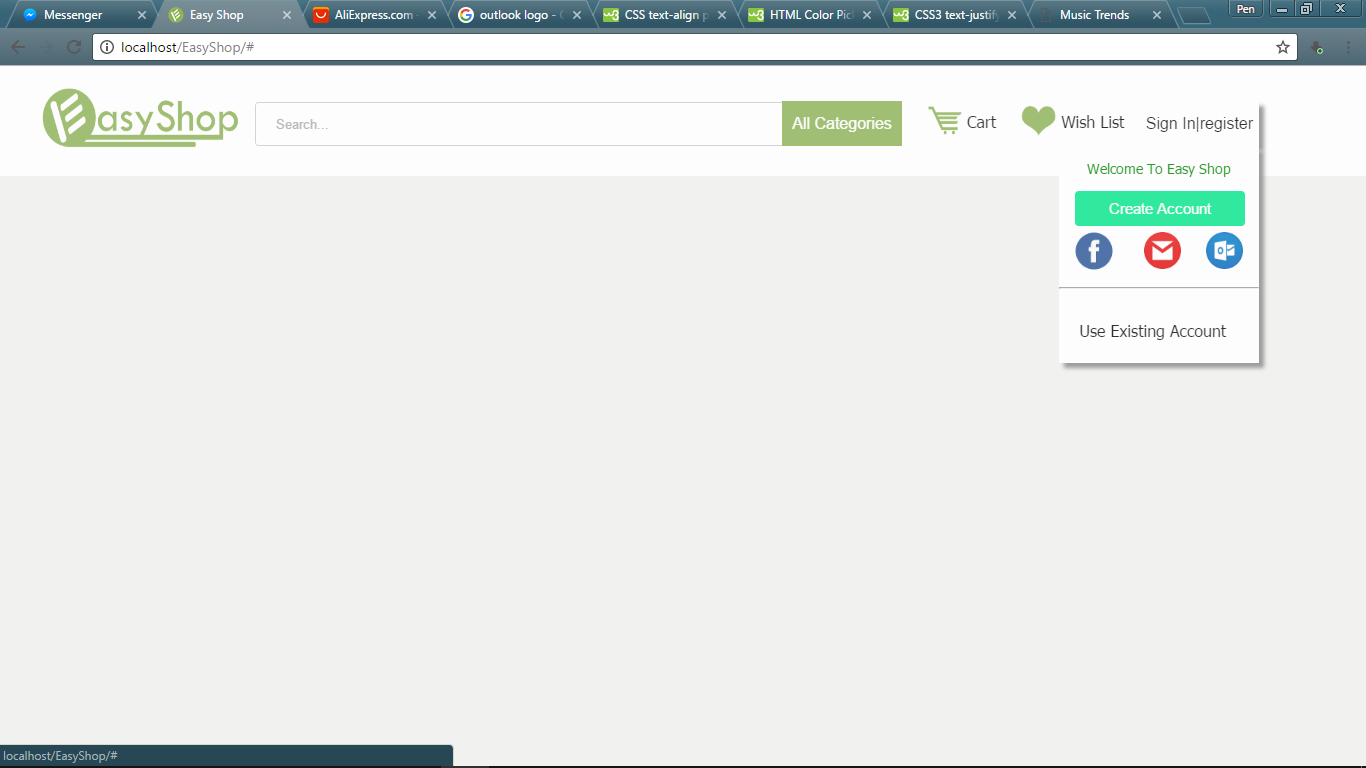 Messenger
Easy Shop
AliExpress.com
outlook logo - G
CSS text-align p
HTML Color Pic
CSS3 text-justify
Music Trends
Pen
localhost/EasyShop/#
EasyShop
Search...
All Categories
Cart
Wish List
Sign In|register
Welcome To Easy Shop
Create Account
Use Existing Account
localhost/EasyShop/#